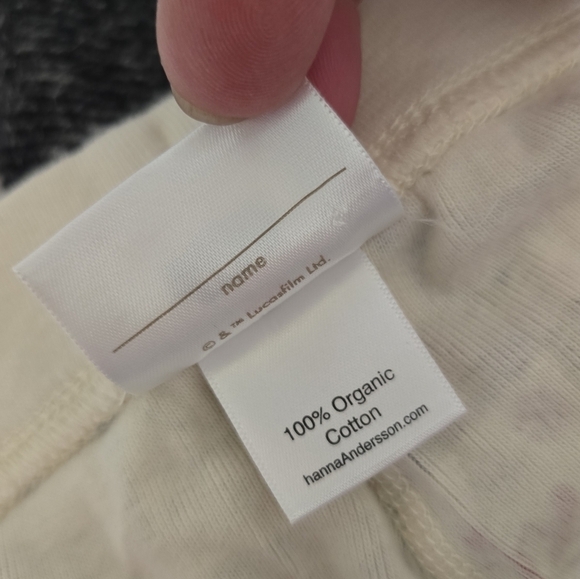 name
© & ™ Lucasfilm Ltd.
100% Organic
Cotton
hannaAndersson.com